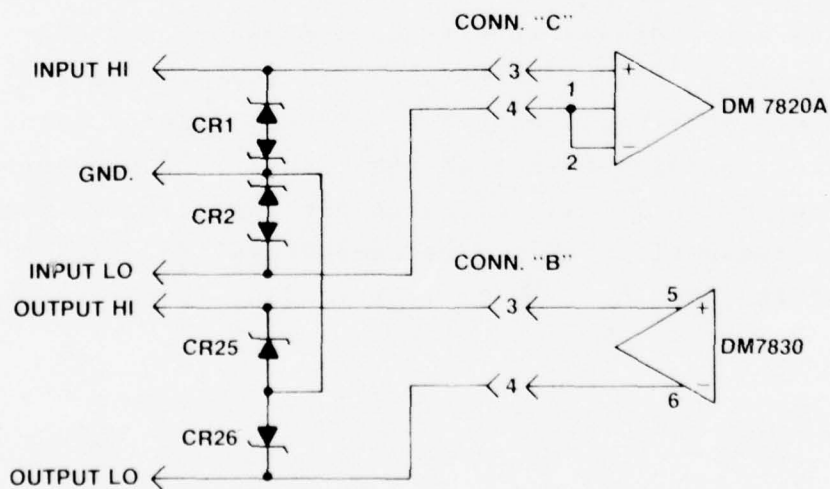 CONN. "C"
INPUT HI
3
+
1
CR1
4
DM 7820A
2
−
GND.
CR2
INPUT LO
CONN. "B"
OUTPUT HI
3
5
+
CR25
DM7830
4
−
6
CR26
OUTPUT LO